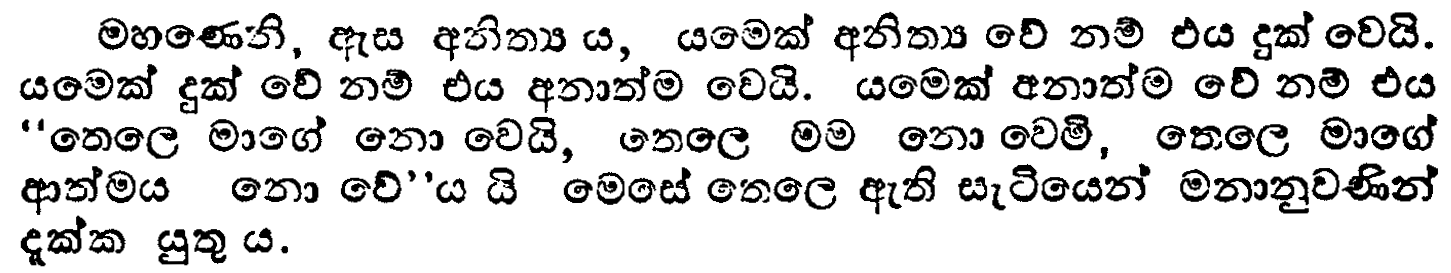 මහණෙනි, ඇස අනිත්‍ය ය, යමෙක් අනිත්‍ය වේ නම් එය දුක් වෙයි.
යමෙක් දුක් වේ නම් එය අනාත්ම වෙයි. යමෙක් අනාත්ම වේ නම් එය
“තෙලෙ මාගේ නො වෙයි, තෙලෙ මම නො වෙමි, තෙලෙ මාගේ
ආත්මය නො වේ”ය යි මෙසේ තෙලෙ ඇති සැටියෙන් මනානුවණින්
දැක්ක යුතු ය.